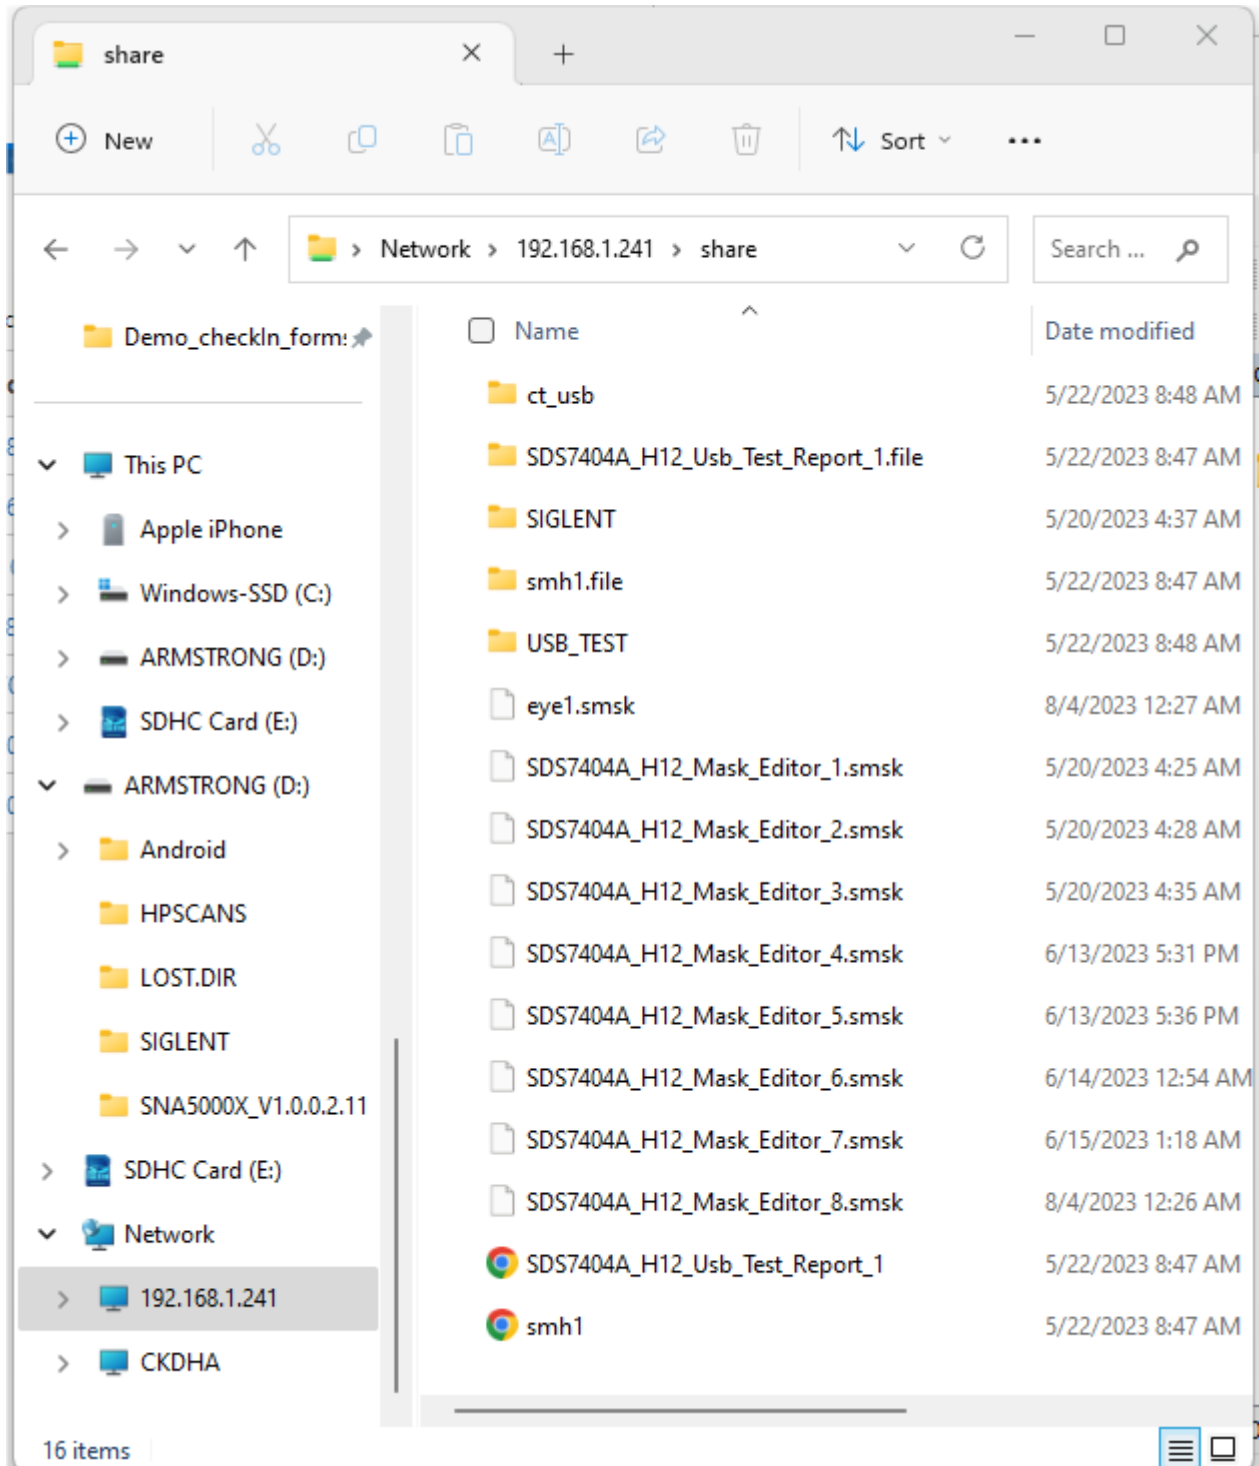 share
New
Sort
Network > 192.168.1.241 > share
Search ...
Demo_checkIn_form:
This PC
Apple iPhone
Windows-SSD (C:)
ARMSTRONG (D:)
SDHC Card (E:)
ARMSTRONG (D:)
Android
HPSCANS
LOST.DIR
SIGLENT
SNA5000X_V1.0.0.2.11
SDHC Card (E:)
Network
192.168.1.241
CKDHA
Name Date modified
ct_usb 5/22/2023 8:48 AM
SDS7404A_H12_Usb_Test_Report_1.file 5/22/2023 8:47 AM
SIGLENT 5/20/2023 4:37 AM
smh1.file 5/22/2023 8:47 AM
USB_TEST 5/22/2023 8:48 AM
eye1.smsk 8/4/2023 12:27 AM
SDS7404A_H12_Mask_Editor_1.smsk 5/20/2023 4:25 AM
SDS7404A_H12_Mask_Editor_2.smsk 5/20/2023 4:28 AM
SDS7404A_H12_Mask_Editor_3.smsk 5/20/2023 4:35 AM
SDS7404A_H12_Mask_Editor_4.smsk 6/13/2023 5:31 PM
SDS7404A_H12_Mask_Editor_5.smsk 6/13/2023 5:36 PM
SDS7404A_H12_Mask_Editor_6.smsk 6/14/2023 12:54 AM
SDS7404A_H12_Mask_Editor_7.smsk 6/15/2023 1:18 AM
SDS7404A_H12_Mask_Editor_8.smsk 8/4/2023 12:26 AM
SDS7404A_H12_Usb_Test_Report_1 5/22/2023 8:47 AM
smh1 5/22/2023 8:47 AM
16 items